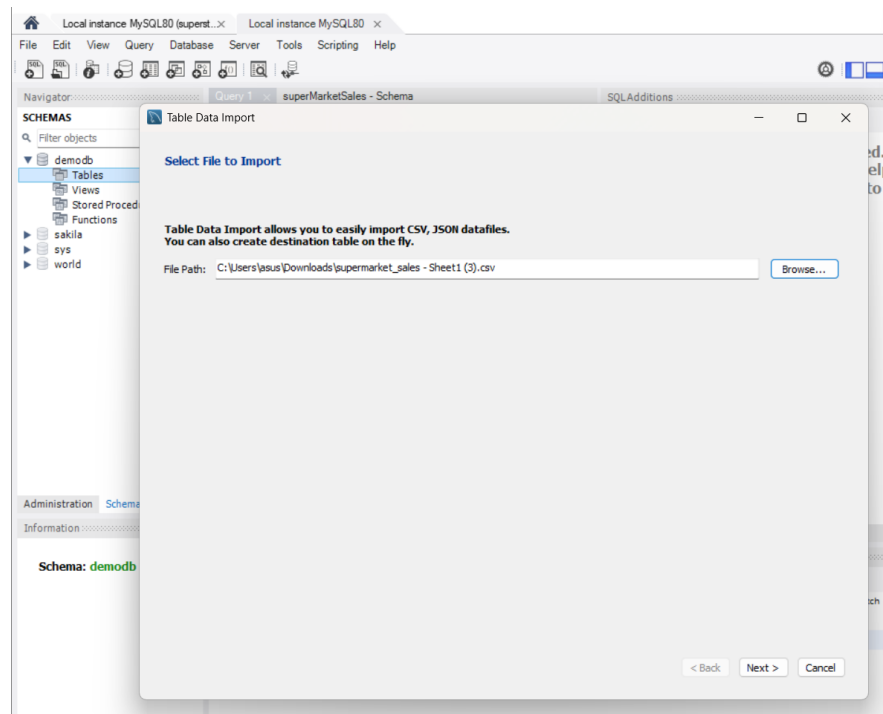 Local instance MySQL80 (superst...× Local instance MySQL80 ×
File Edit View Query Database Server Tools Scripting Help
Navigator Query 1 × superMarketSales - Schema SQLAdditions
SCHEMAS
Filter objects
demodb
Tables
Views
Stored Proced
Functions
sakila
sys
world
Administration Schema
Information
Schema: demodb
Table Data Import
Select File to Import
Table Data Import allows you to easily import CSV, JSON datafiles.
You can also create destination table on the fly.
File Path: C:\Users\asus\Downloads\supermarket_sales - Sheet1 (3).csv Browse...
< Back Next > Cancel
ed.
el
to
tch